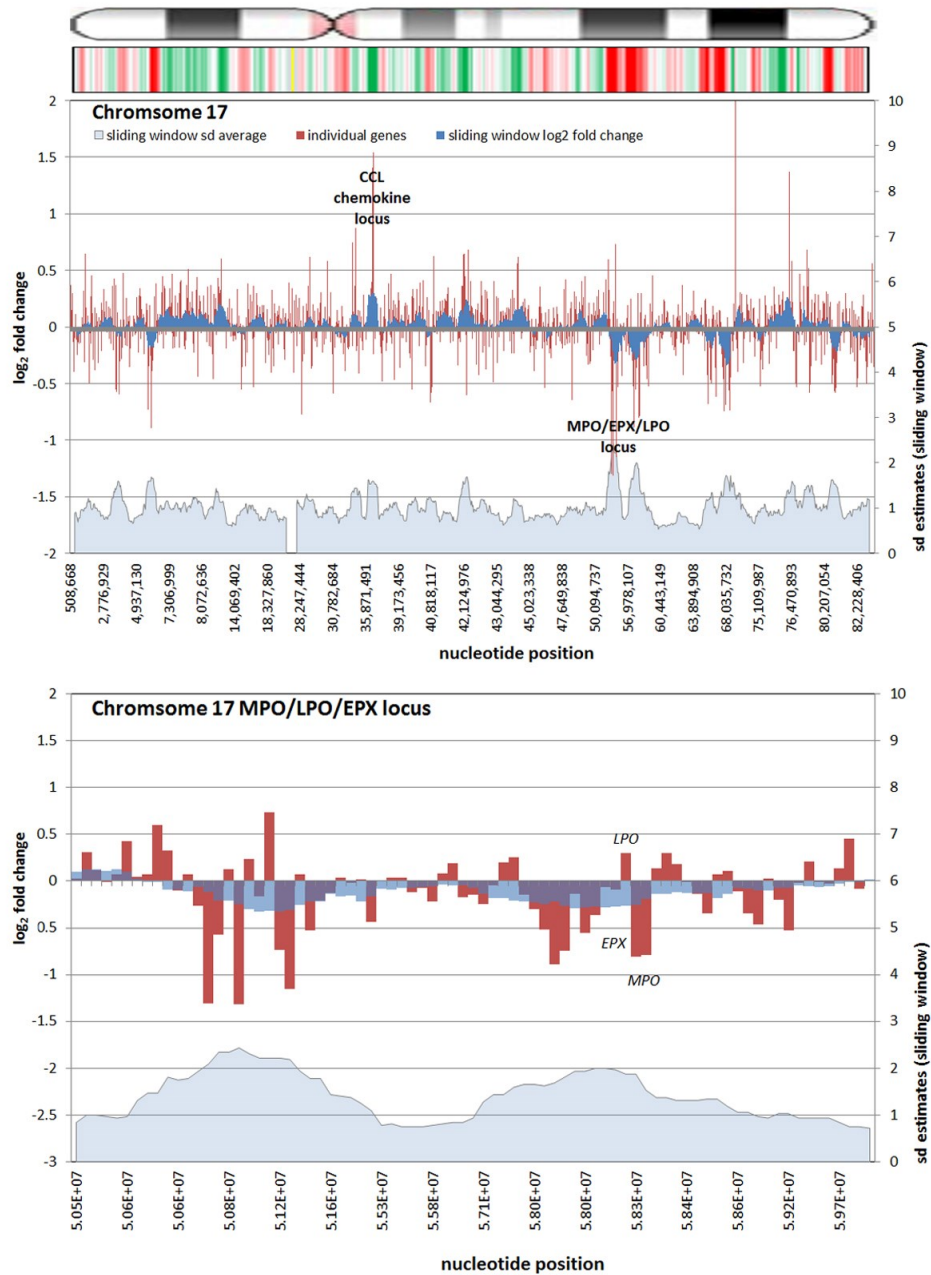 Chromsome 17
sliding window sd average individual genes sliding window log2 fold change
CCL
chemokine
locus
MPO/EPX/LPO
locus
2
1.5
1
0.5
0
-0.5
-1
-1.5
-2
log2 fold change
10
9
8
7
6
5
4
3
2
1
0
sd estimates (sliding window)
508,668
2,776,929
4,937,130
7,306,999
8,072,636
14,069,402
18,327,860
28,247,444
30,782,684
35,871,491
39,173,456
40,818,117
42,124,976
43,044,295
45,023,338
47,649,838
50,094,737
56,978,107
60,443,149
63,894,908
68,035,732
75,109,987
76,470,893
80,207,054
82,228,406
nucleotide position
Chromsome 17 MPO/LPO/EPX locus
LPO
EPX
MPO
2
1.5
1
0.5
0
0.5
-1
-1.5
-2
-2.5
-3
log2 fold change
10
9
8
7
6
5
4
3
2
1
0
sd estimates (sliding window)
5.05E+07
5.06E+07
5.06E+07
5.08E+07
5.12E+07
5.16E+07
5.53E+07
5.58E+07
5.71E+07
5.80E+07
5.80E+07
5.83E+07
5.84E+07
5.86E+07
5.92E+07
5.97E+07
nucleotide position